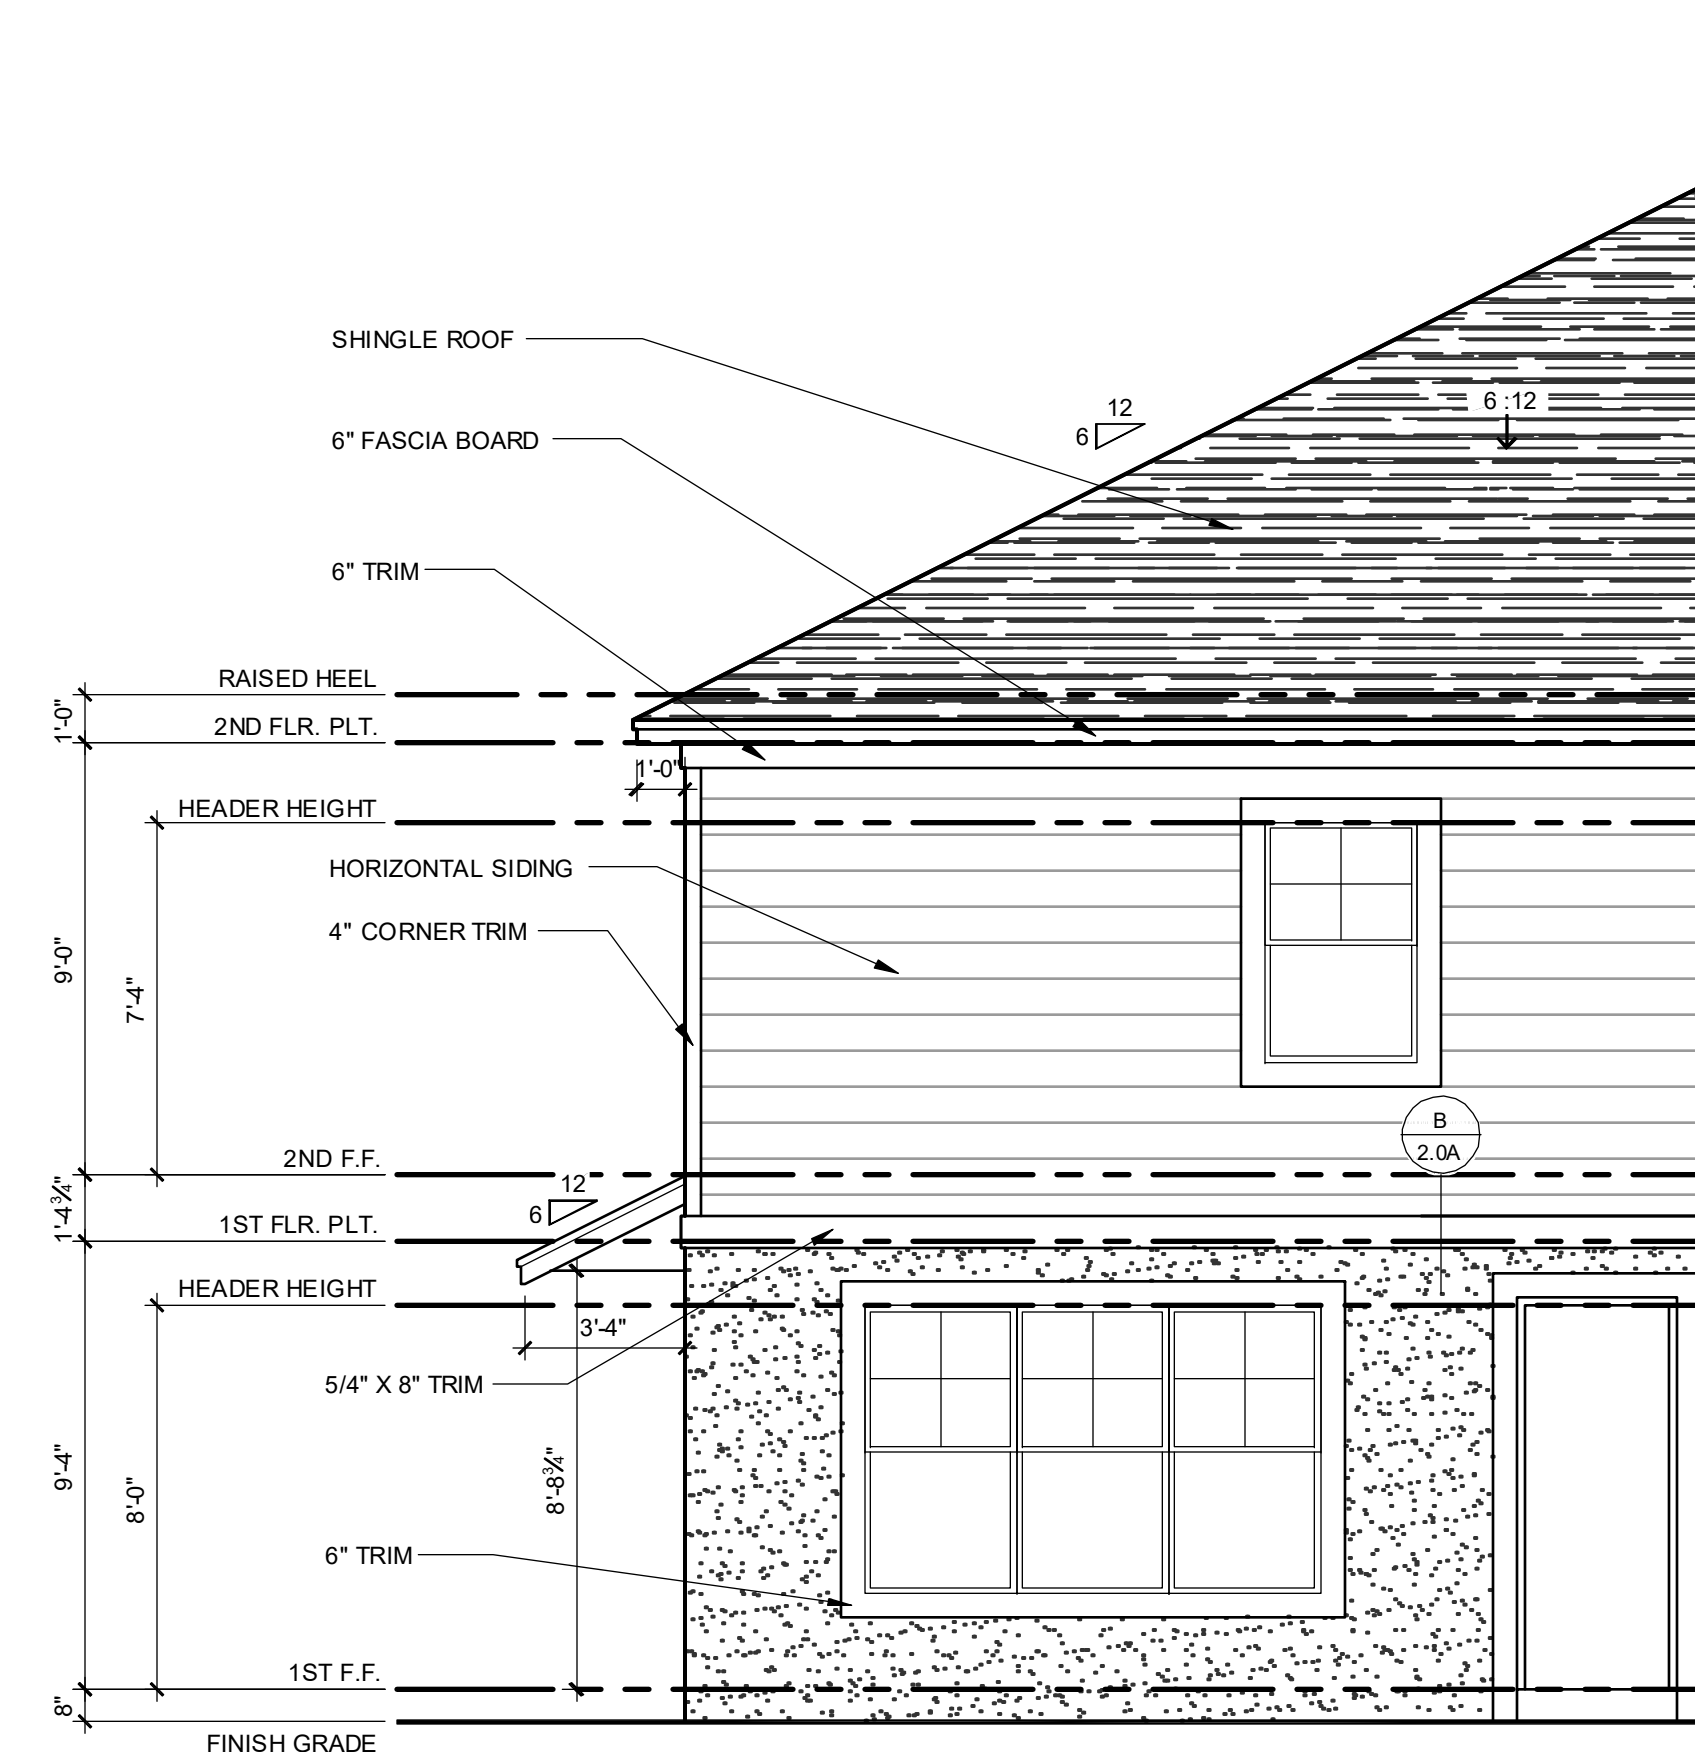 SHINGLE ROOF
12
6
6 :12
6" FASCIA BOARD
6" TRIM
RAISED HEEL
1'-0"
2ND FLR. PLT.
1'-0"
HEADER HEIGHT
HORIZONTAL SIDING
4" CORNER TRIM
9'-0"
7'-4"
B
2.0A
2ND F.F.
12
6
1'-4¾"
1ST FLR. PLT.
HEADER HEIGHT
3'-4"
5/4" X 8" TRIM
9'-4"
8'-0"
8'-8¾"
6" TRIM
1ST F.F.
8"
FINISH GRADE